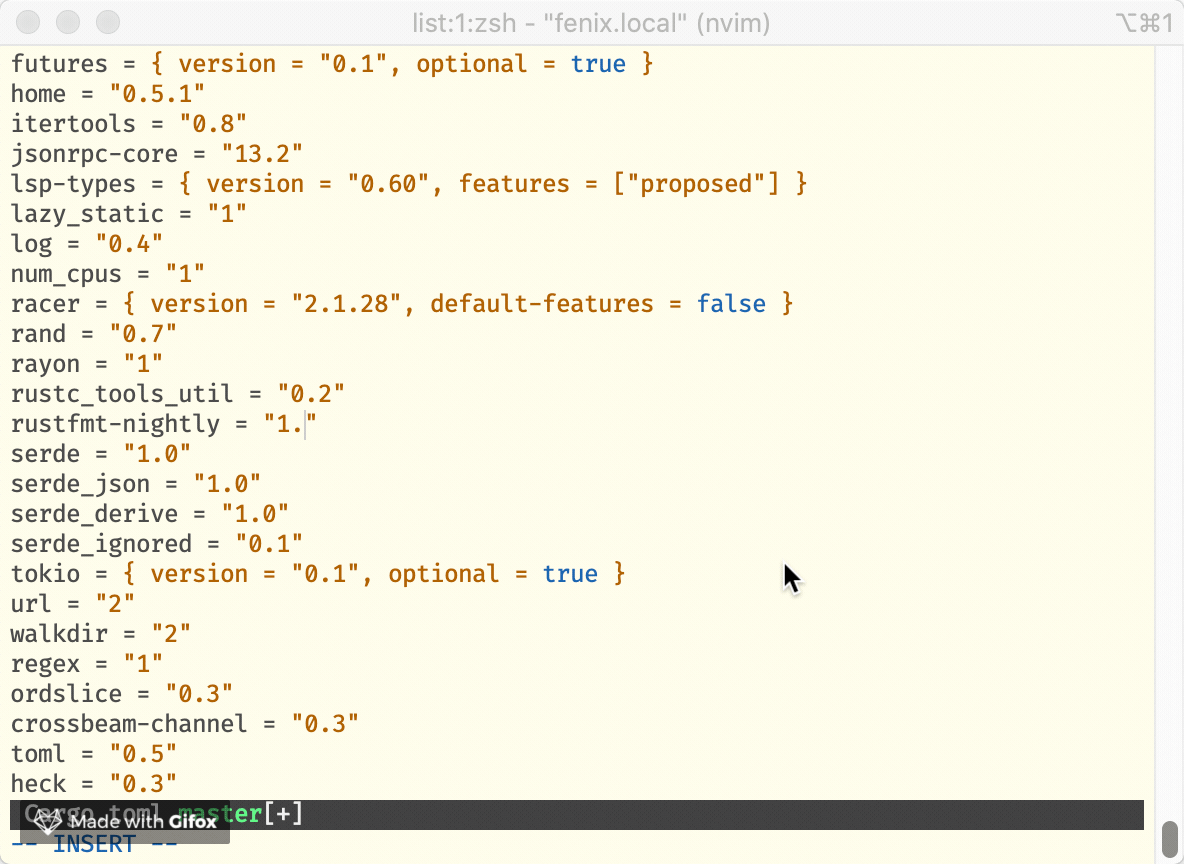 list:1:zsh - "fenix.local" (nvim) ⌥⌘1
futures = { version = "0.1", optional = true }
home = "0.5.1"
itertools = "0.8"
jsonrpc-core = "13.2"
lsp-types = { version = "0.60", features = ["proposed"] }
lazy_static = "1"
log = "0.4"
num_cpus = "1"
racer = { version = "2.1.28", default-features = false }
rand = "0.7"
rayon = "1"
rustc_tools_util = "0.2"
rustfmt-nightly = "1."
serde = "1.0"
serde_json = "1.0"
serde_derive = "1.0"
serde_ignored = "0.1"
tokio = { version = "0.1", optional = true }
url = "2"
walkdir = "2"
regex = "1"
ordslice = "0.3"
crossbeam-channel = "0.3"
toml = "0.5"
heck = "0.3"
Cargo.toml master[+]
Made with Gifox
-- INSERT --